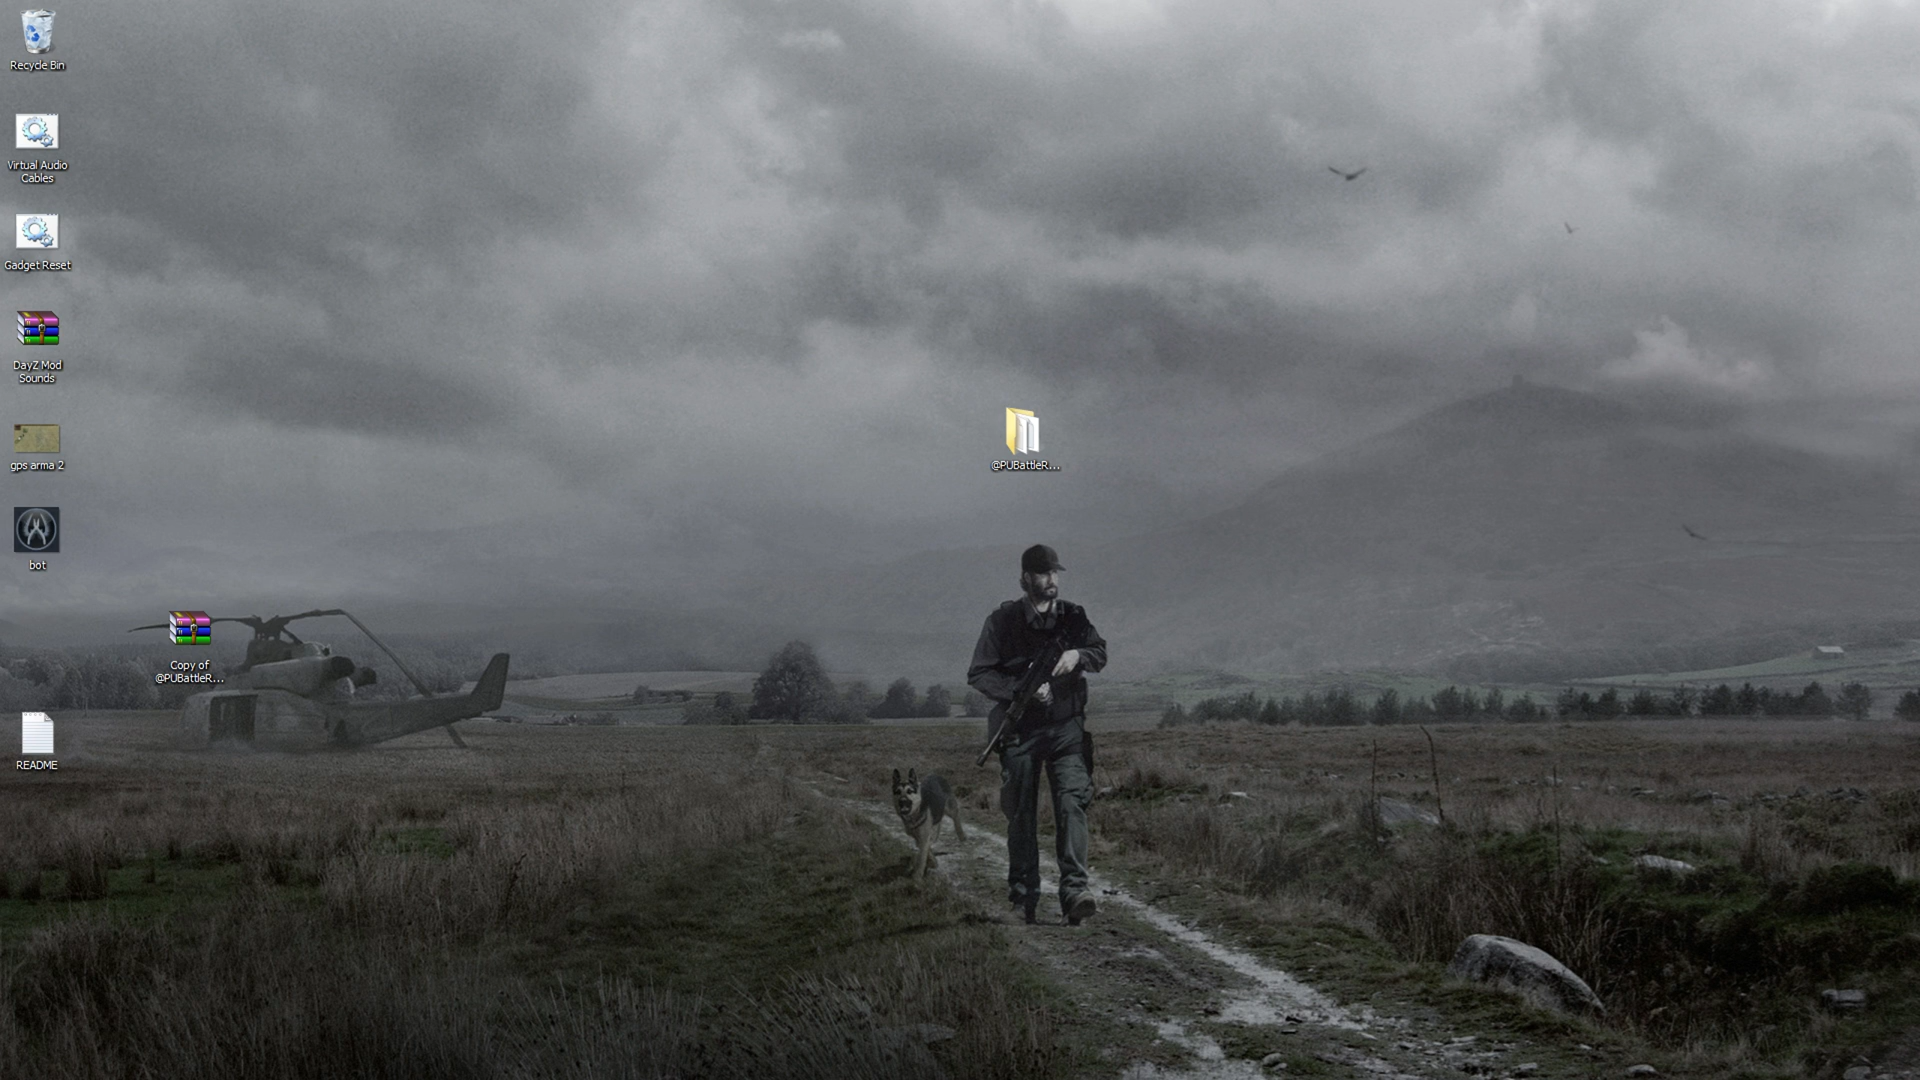 Recycle Bin
Virtual Audio
Cables
Gadget Reset
DayZ Mod
Sounds
gps arma 2
@PUBattleR...
bot
Copy of
@PUBattleR...
README